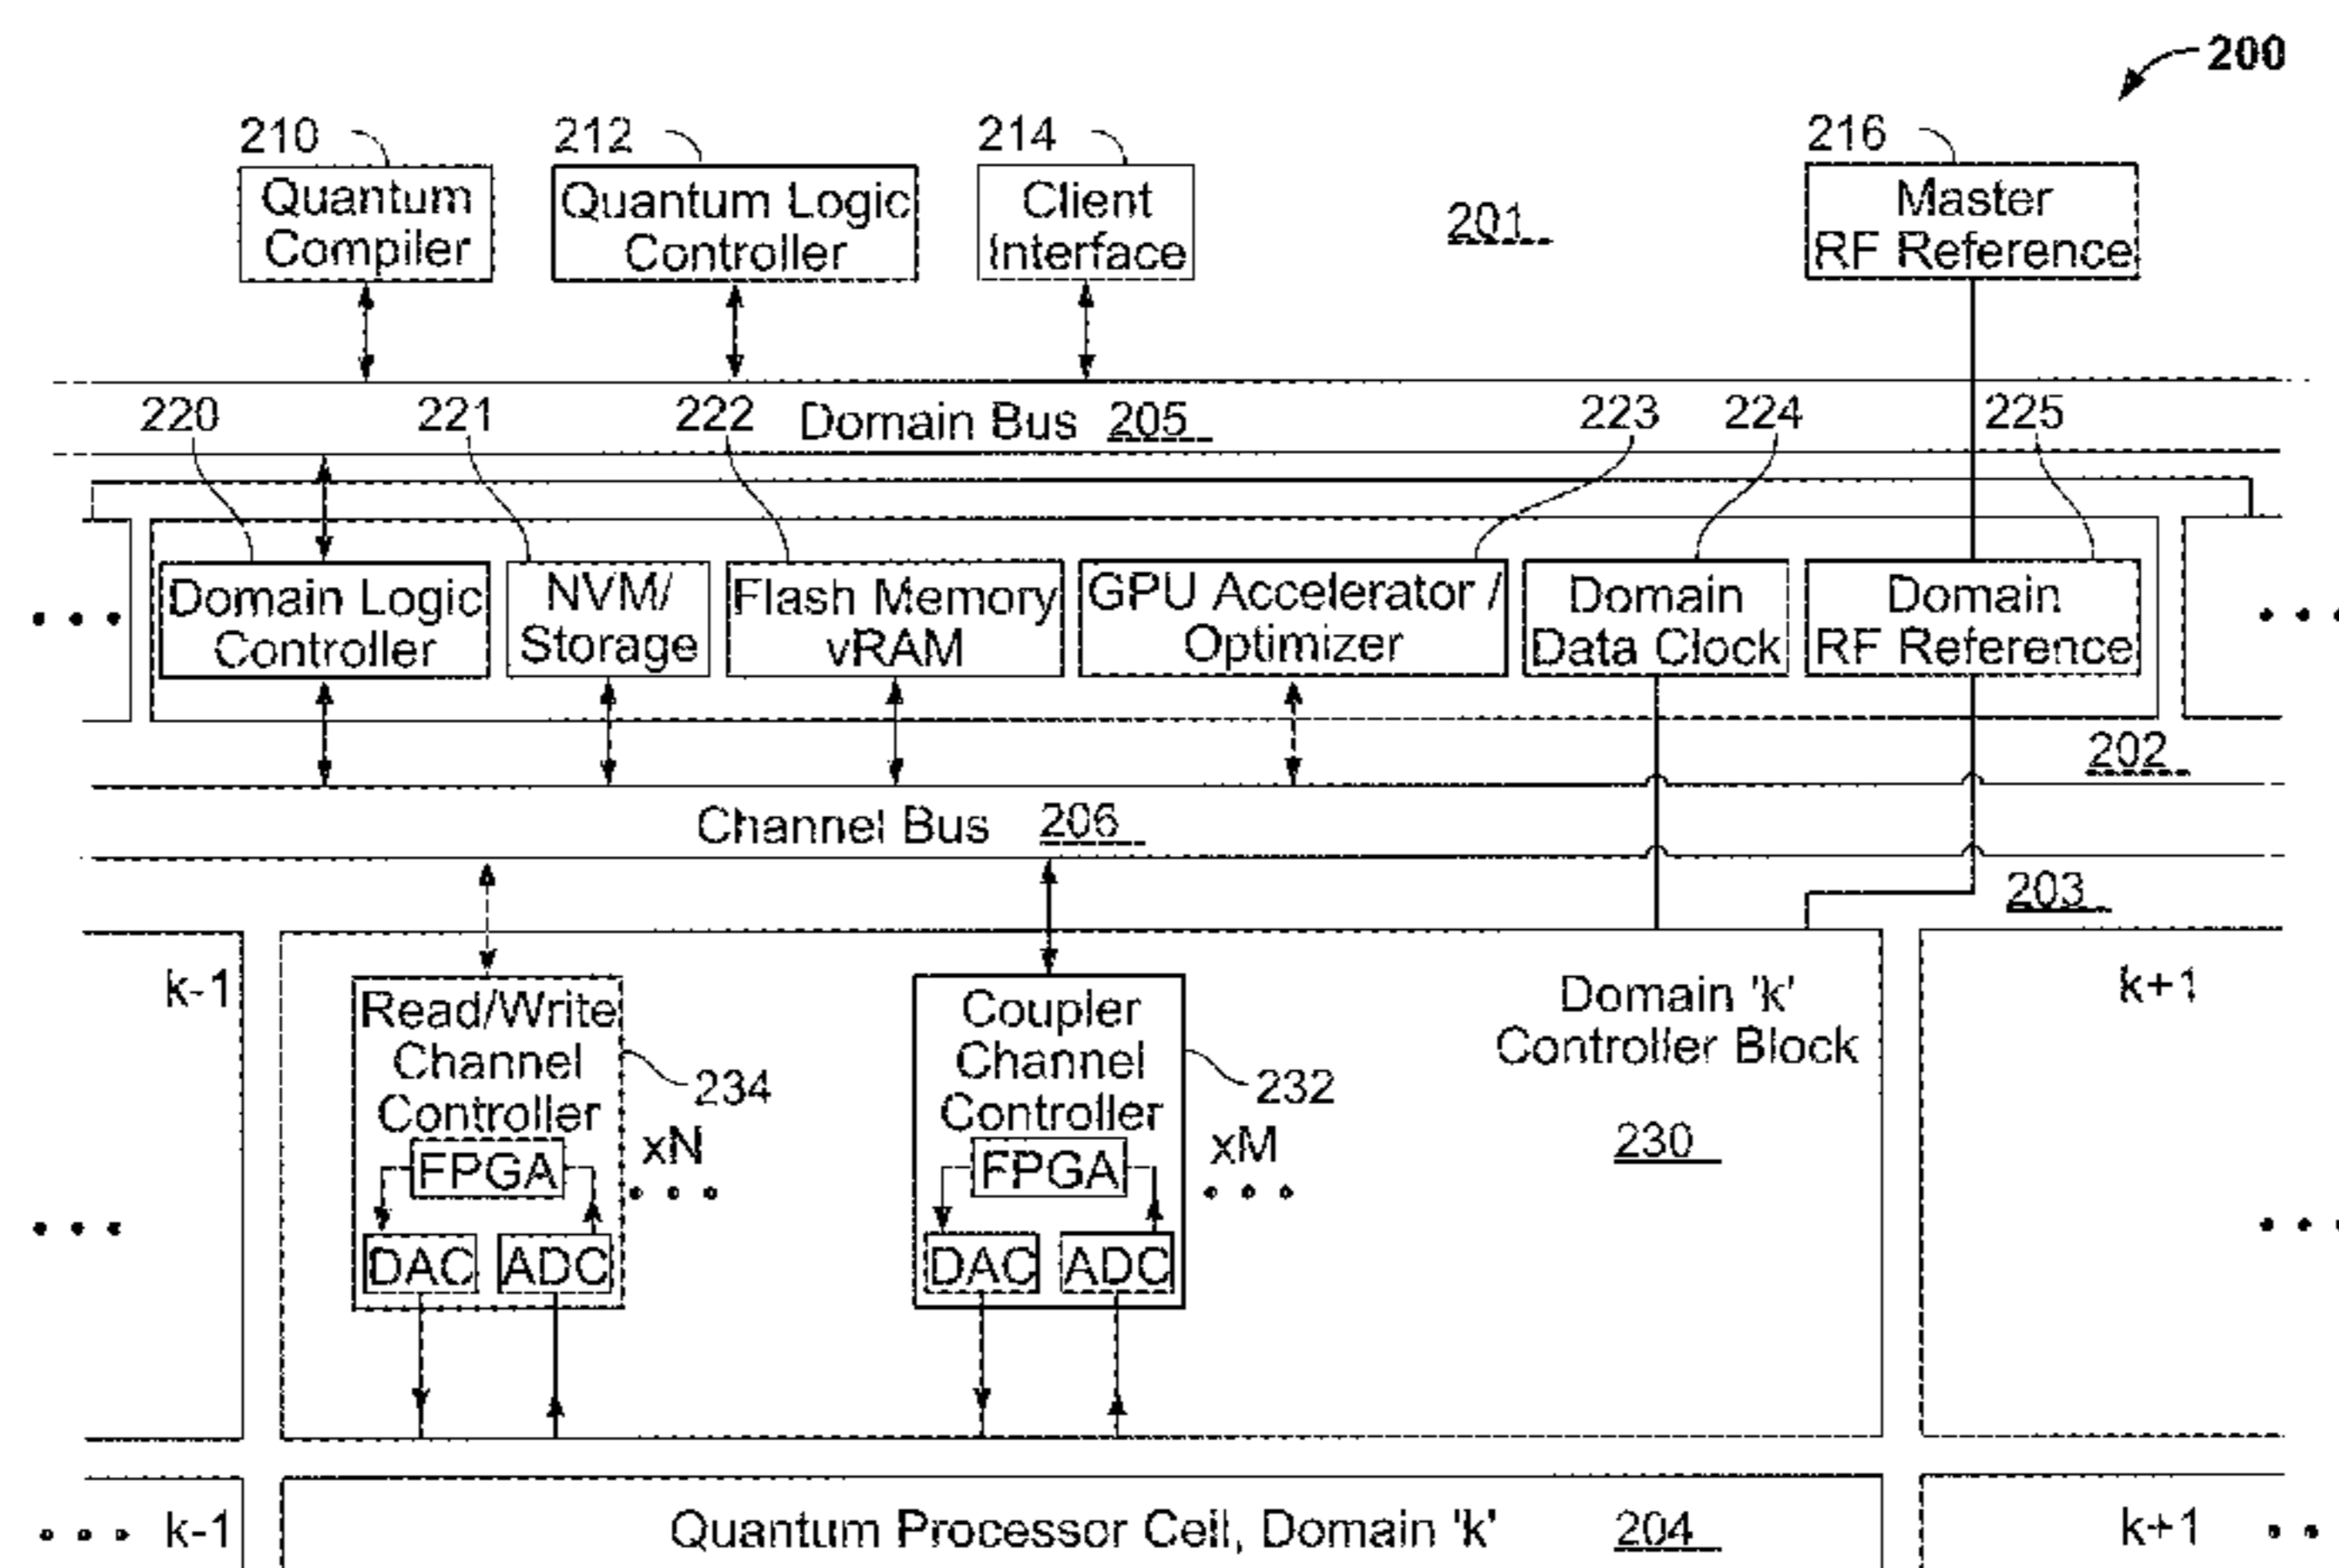 200
210
212
214
216
Quantum
Compiler
Quantum Logic
Controller
Client
Interface
201
Master
RF Reference
220
221
222
Domain Bus 205
223
224
225
Domain Logic
Controller
NVM/
Storage
Flash Memory
vRAM
GPU Accelerator /
Optimizer
Domain
Data Clock
Domain
RF Reference
202
Channel Bus 206
203
k-1
Read/Write
Channel
Controller
234
xN
FPGA
DAC
ADC
Coupler
Channel
Controller
232
xM
FPGA
DAC
ADC
Domain 'k'
Controller Block
230
k+1
k-1
Quantum Processor Cell, Domain 'k' 204
k+1